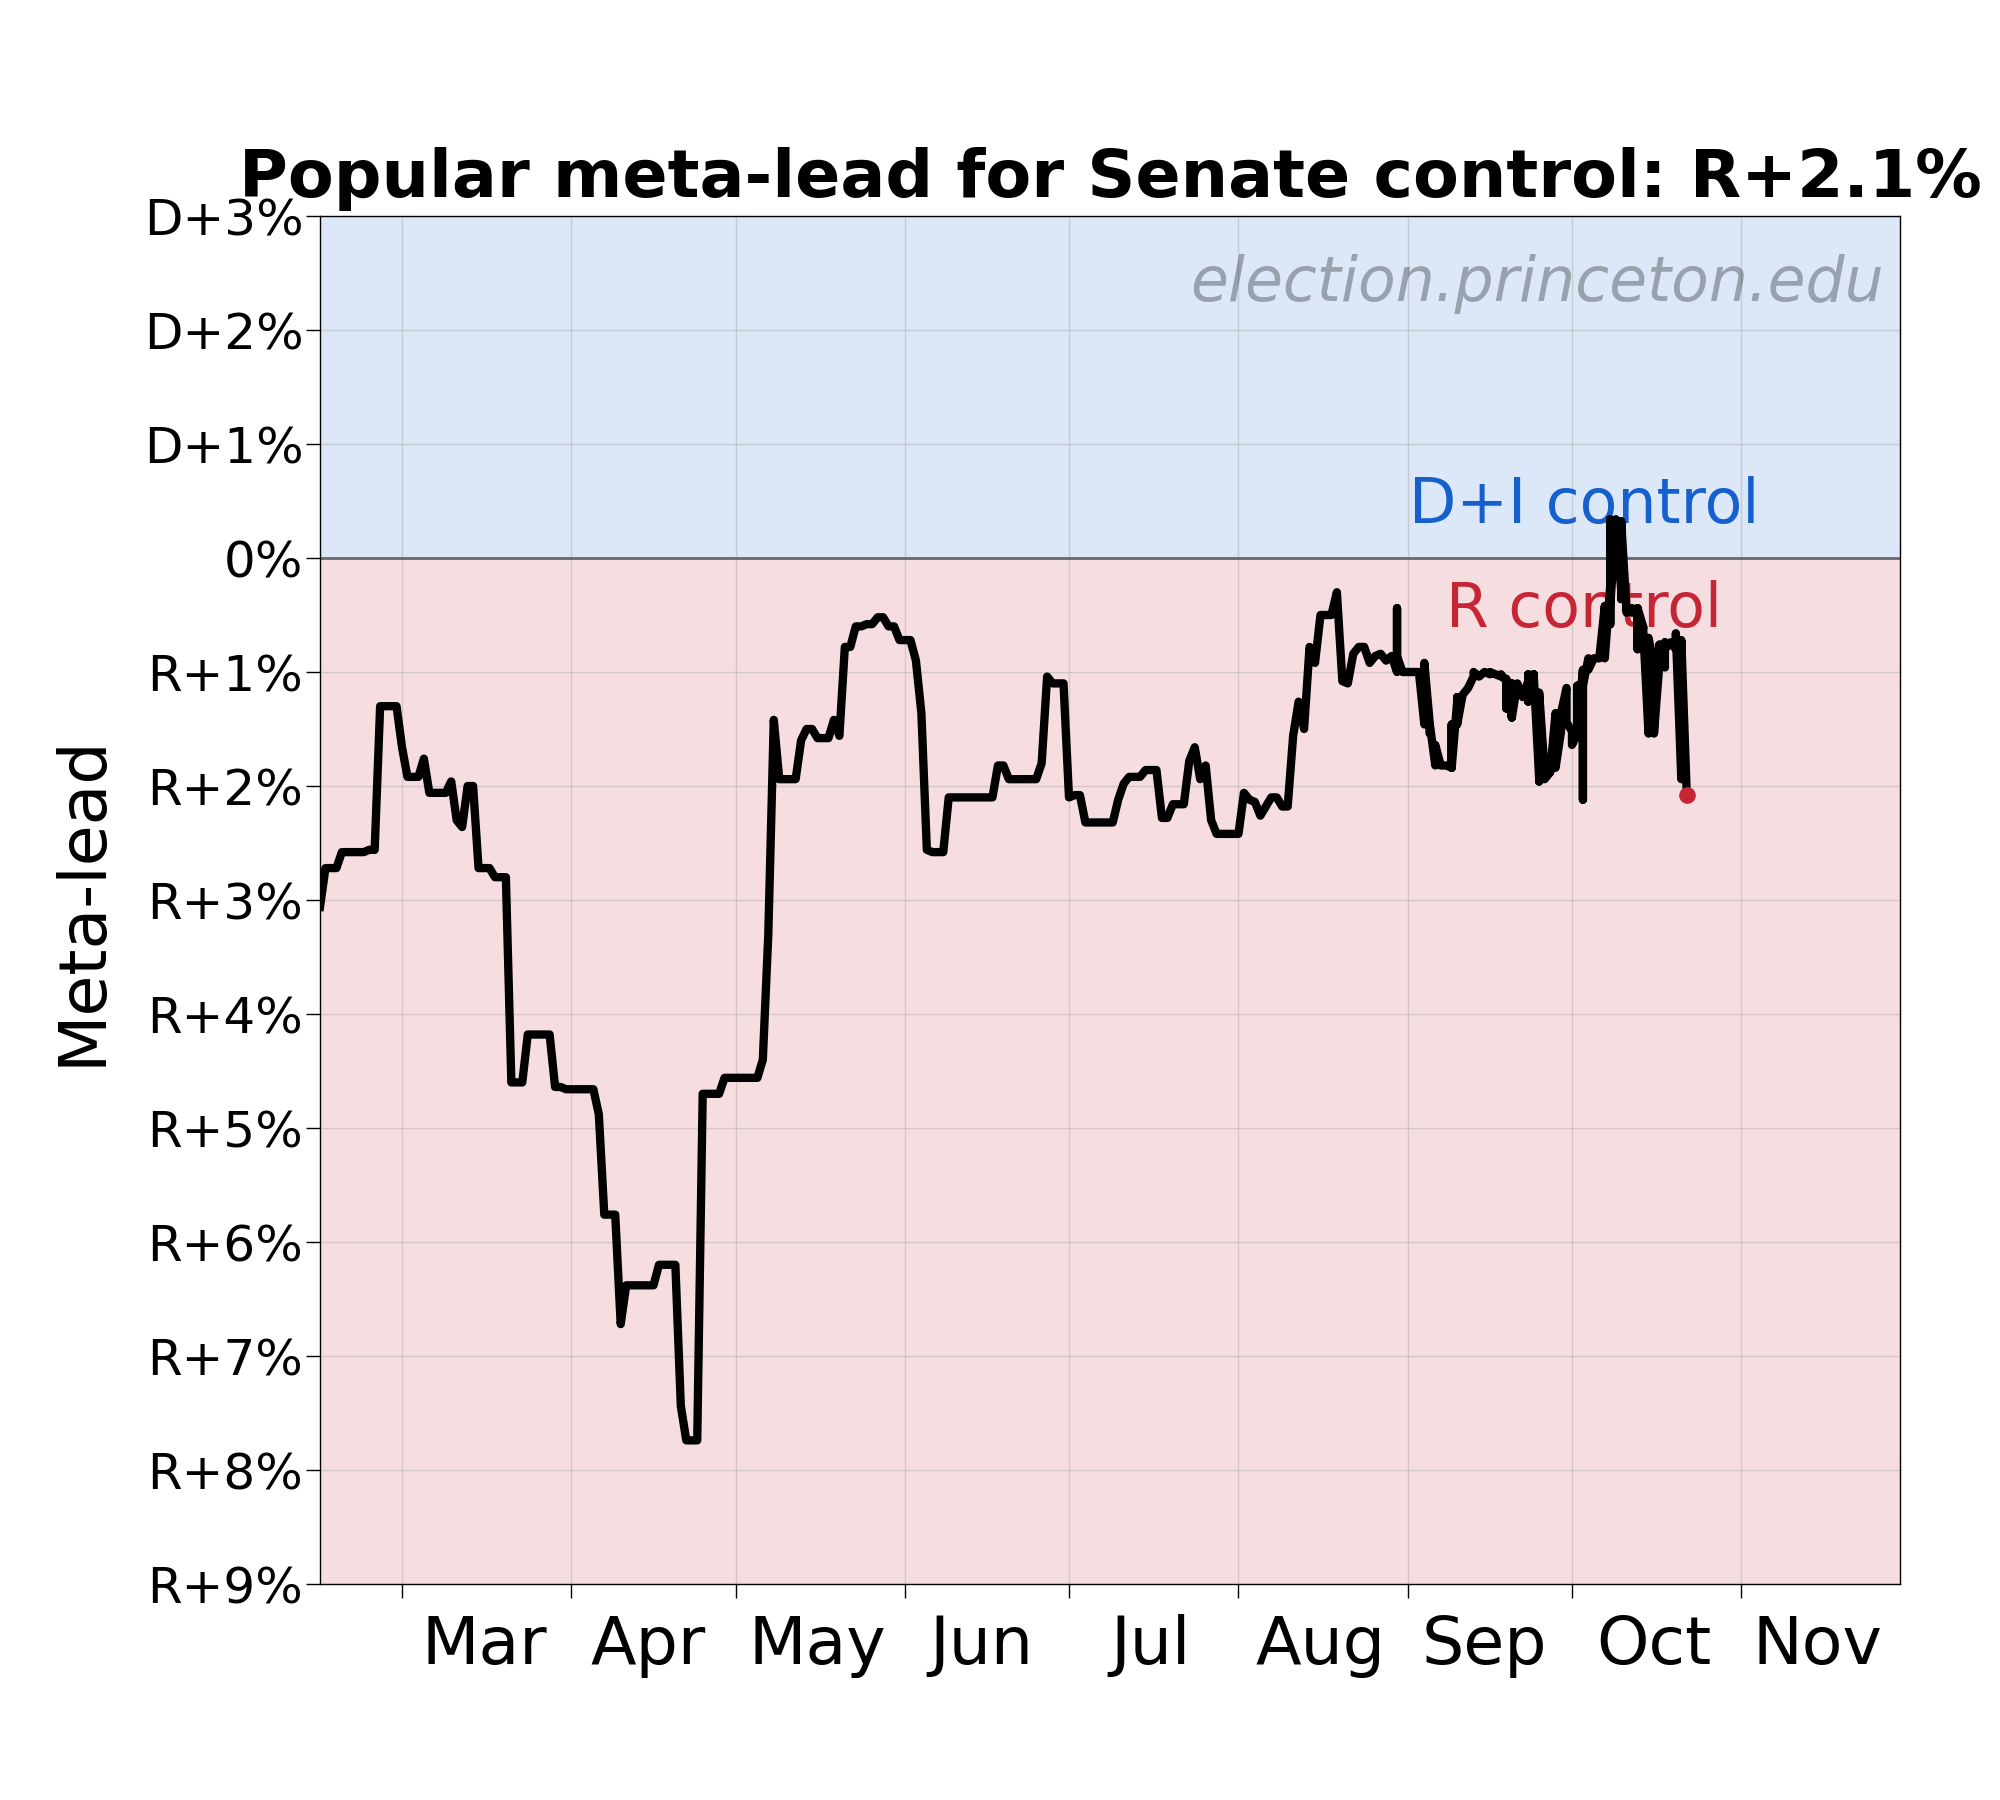 Popular meta-lead for Senate control: R+2.1%
D+3%
election.princeton.edu
D+2%
D+1%
D+I control
0%
R control
R+1%
R+2%
R+3%
R+4%
R+5%
R+6%
R+7%
R+8%
R+9%
Meta-lead
Mar Apr May Jun Jul Aug Sep Oct Nov